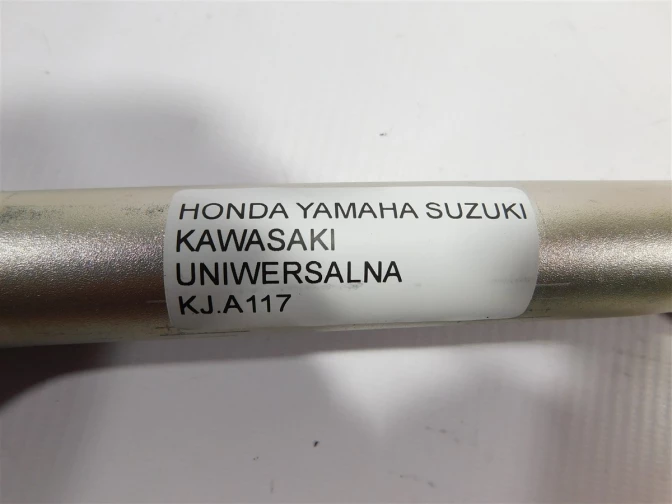 HONDA YAMAHA SUZUKI
KAWASAKI
UNIWERSALNA
KJ.A117